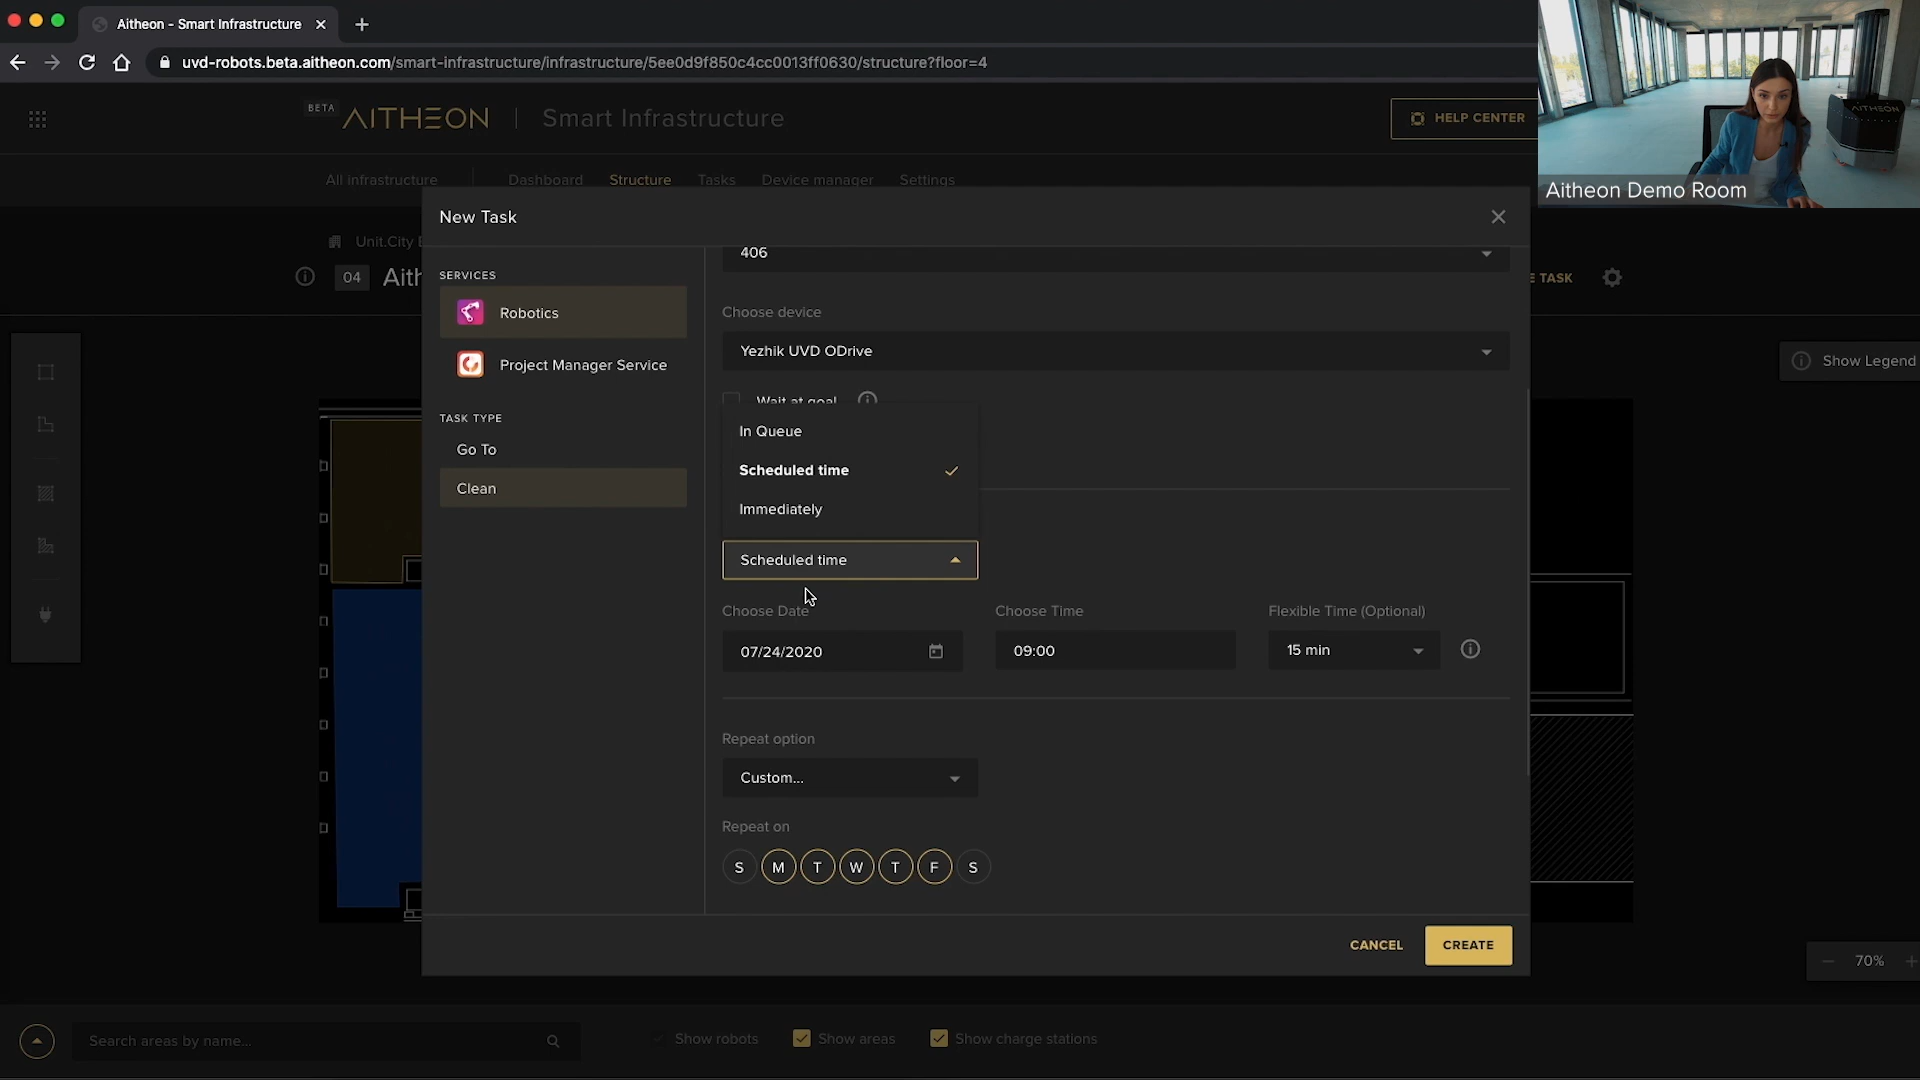 Aitheon - Smart Infrastructure
uvd-robots.beta.aitheon.com/smart-infrastructure/infrastructure/5ee0d9f850c4cc0013ff0630/structure?floor=4
BETA AITHEON Smart Infrastructure
HELP CENTER
AITHEON
Aitheon Demo Room
All infrastructure Dashboard Structure Tasks Device manager Settings
New Task
Unit.City
04 Aith
E TASK
Show Legend
SERVICES
Robotics
Project Manager Service
TASK TYPE
Go To
Clean
406
Choose device
Yezhik UVD ODrive
Wait at goal
In Queue
Scheduled time
Immediately
Scheduled time
Choose Date Choose Time Flexible Time (Optional)
07/24/2020 09:00 15 min
Repeat option
Custom...
Repeat on
S M T W T F S
CANCEL CREATE
70%
Search areas by name... Show robots Show areas Show charge stations